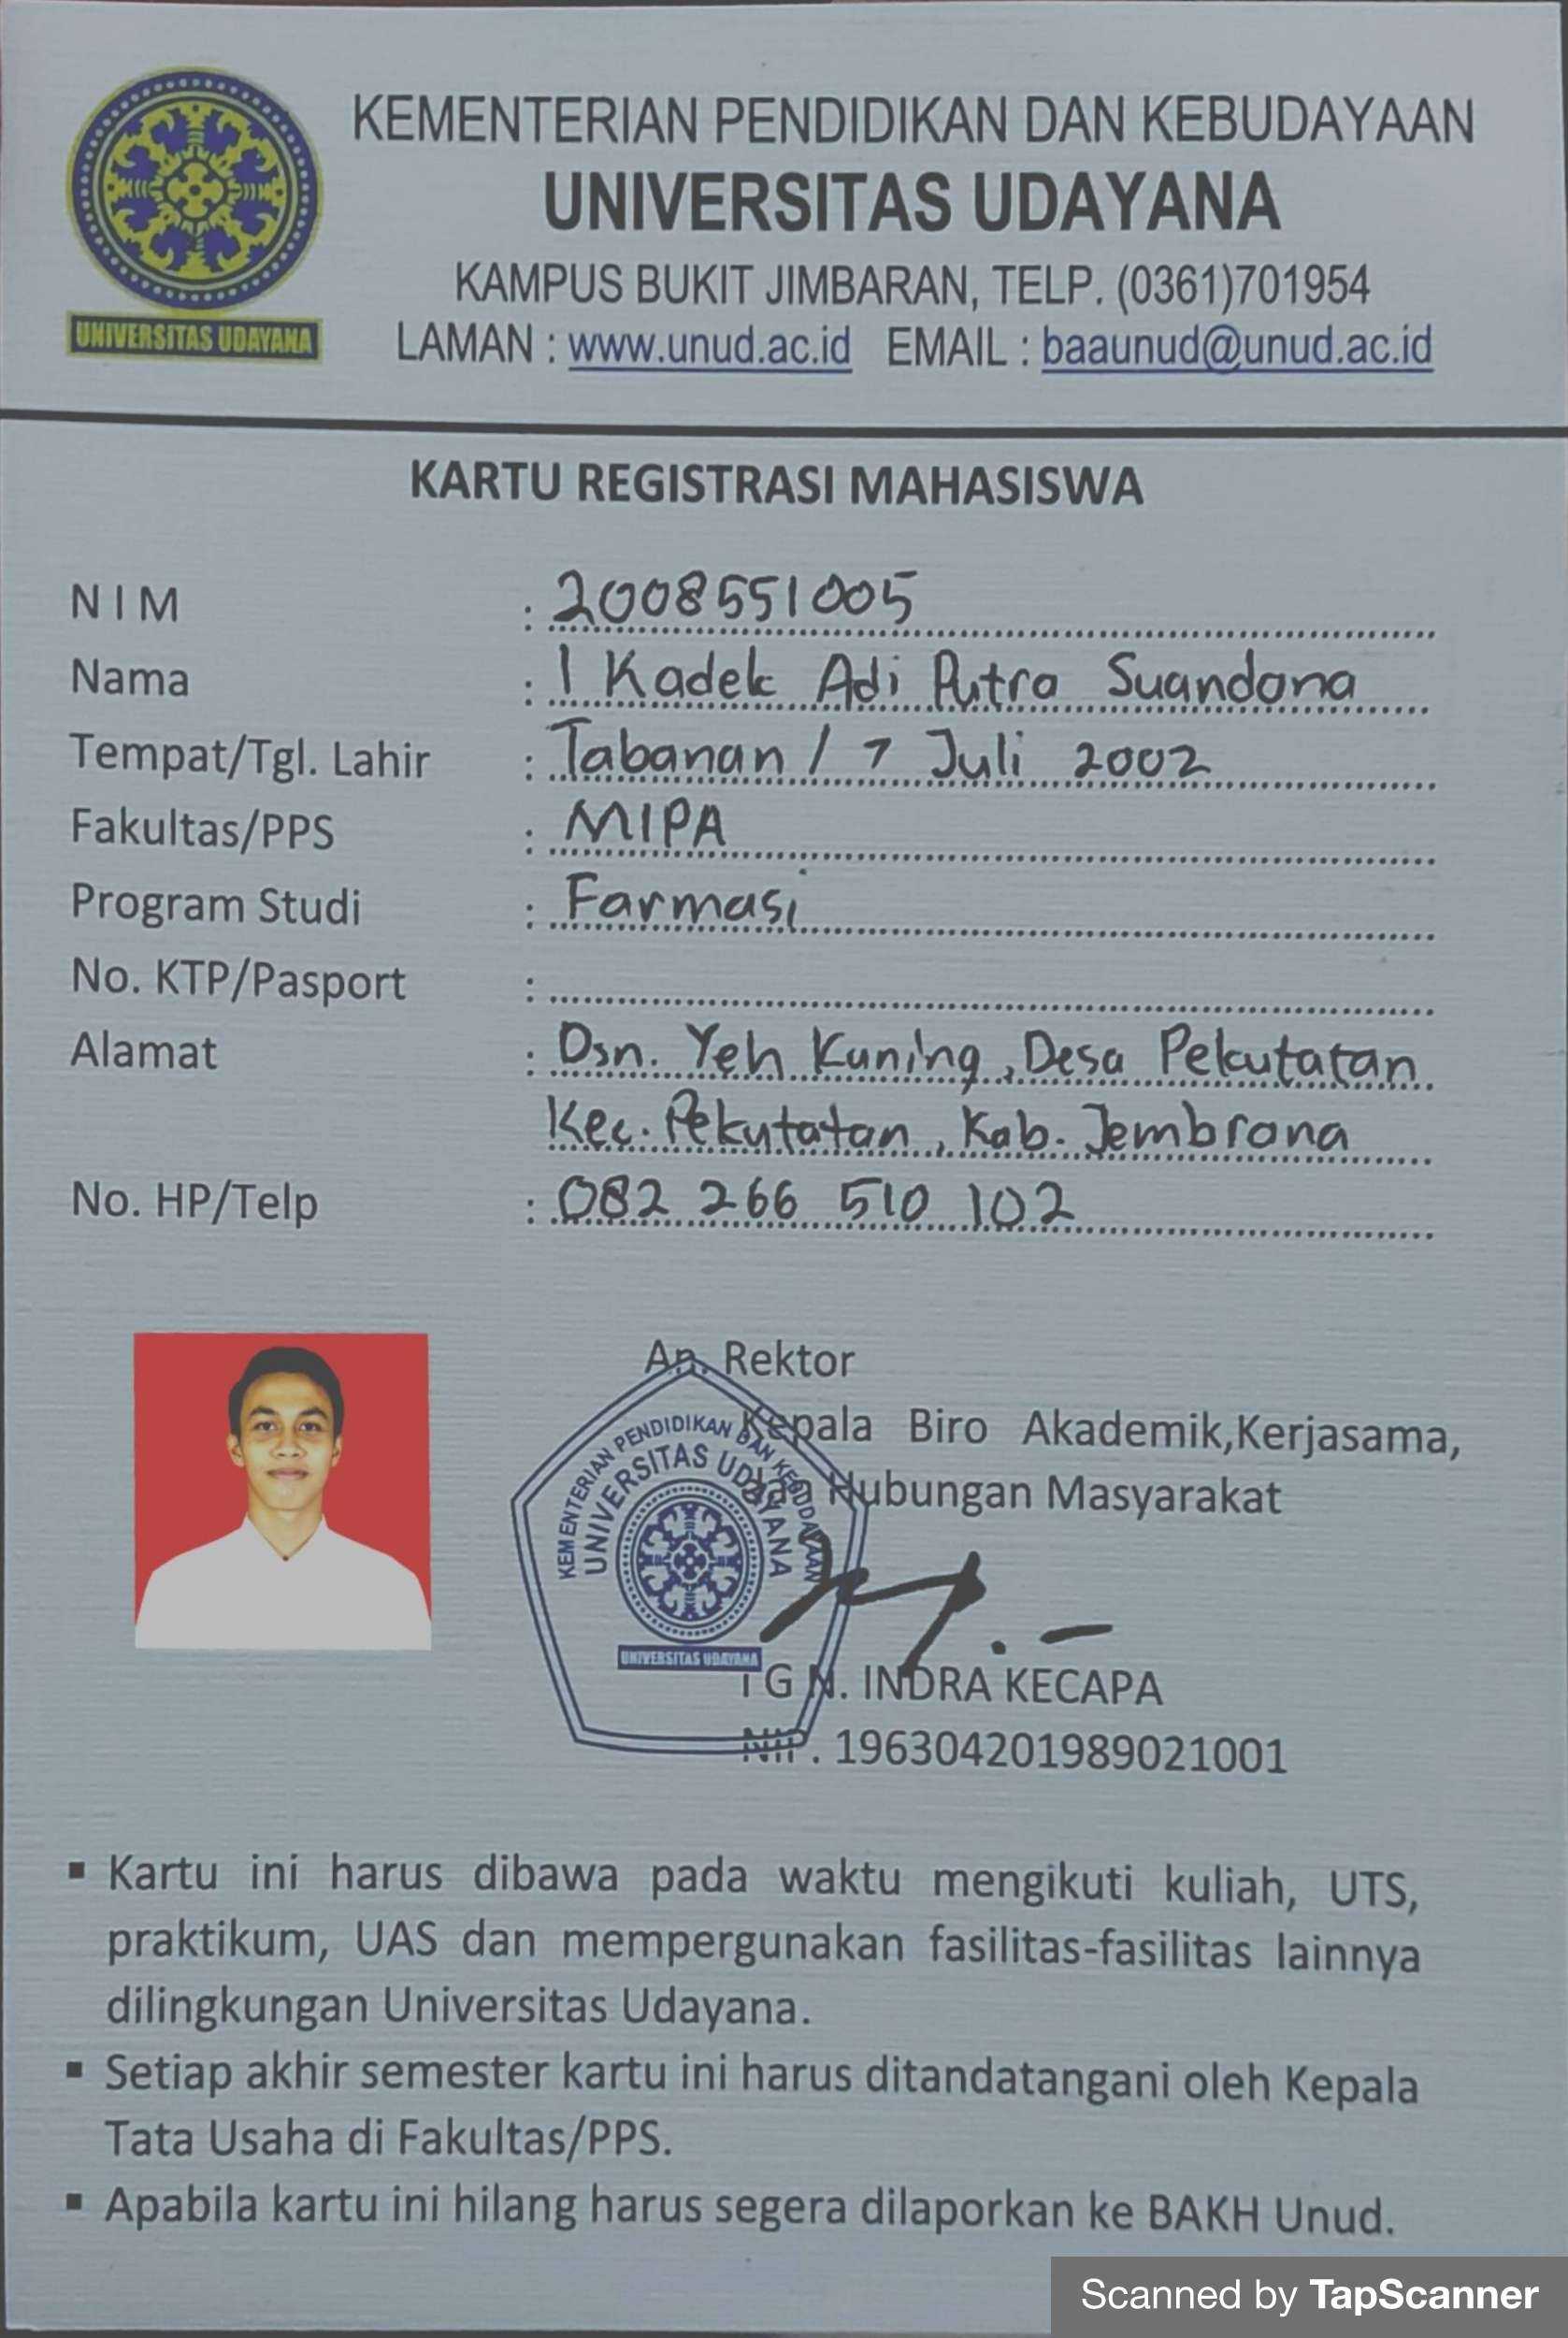 KEMENTERIAN PENDIDIKAN DAN KEBUDAYAAN
UNIVERSITAS UDAYANA
KAMPUS BUKIT JIMBARAN, TELP. (0361)701954
LAMAN : www.unud.ac.id EMAIL : baaunud@unud.ac.id
UNIVERSITAS UDAYANA
KARTU REGISTRASI MAHASISWA
NIM : 2008551005
Nama : I Kadek Adi Putra Suandana
Tempat/Tgl. Lahir : Tabanan / 7 Juli 2002
Fakultas/PPS : MIPA
Program Studi : Farmasi
No. KTP/Pasport :
Alamat : Dsn. Yeh Kuning, Desa Pekutatan
Kec. Pekutatan, Kab. Jembrana
No. HP/Telp : 082 266 510 102
An. Rektor
Kepala Biro Akademik,Kerjasama,
dan Hubungan Masyarakat
KEMENTERIAN PENDIDIKAN DAN KEBUDAYAAN
UNIVERSITAS UDAYANA
UNIVERSITAS UDAYANA
I G N. INDRA KECAPA
NIP. 196304201989021001
▪ Kartu ini harus dibawa pada waktu mengikuti kuliah, UTS,
praktikum, UAS dan mempergunakan fasilitas-fasilitas lainnya
dilingkungan Universitas Udayana.
▪ Setiap akhir semester kartu ini harus ditandatangani oleh Kepala
Tata Usaha di Fakultas/PPS.
▪ Apabila kartu ini hilang harus segera dilaporkan ke BAKH Unud.
Scanned by TapScanner